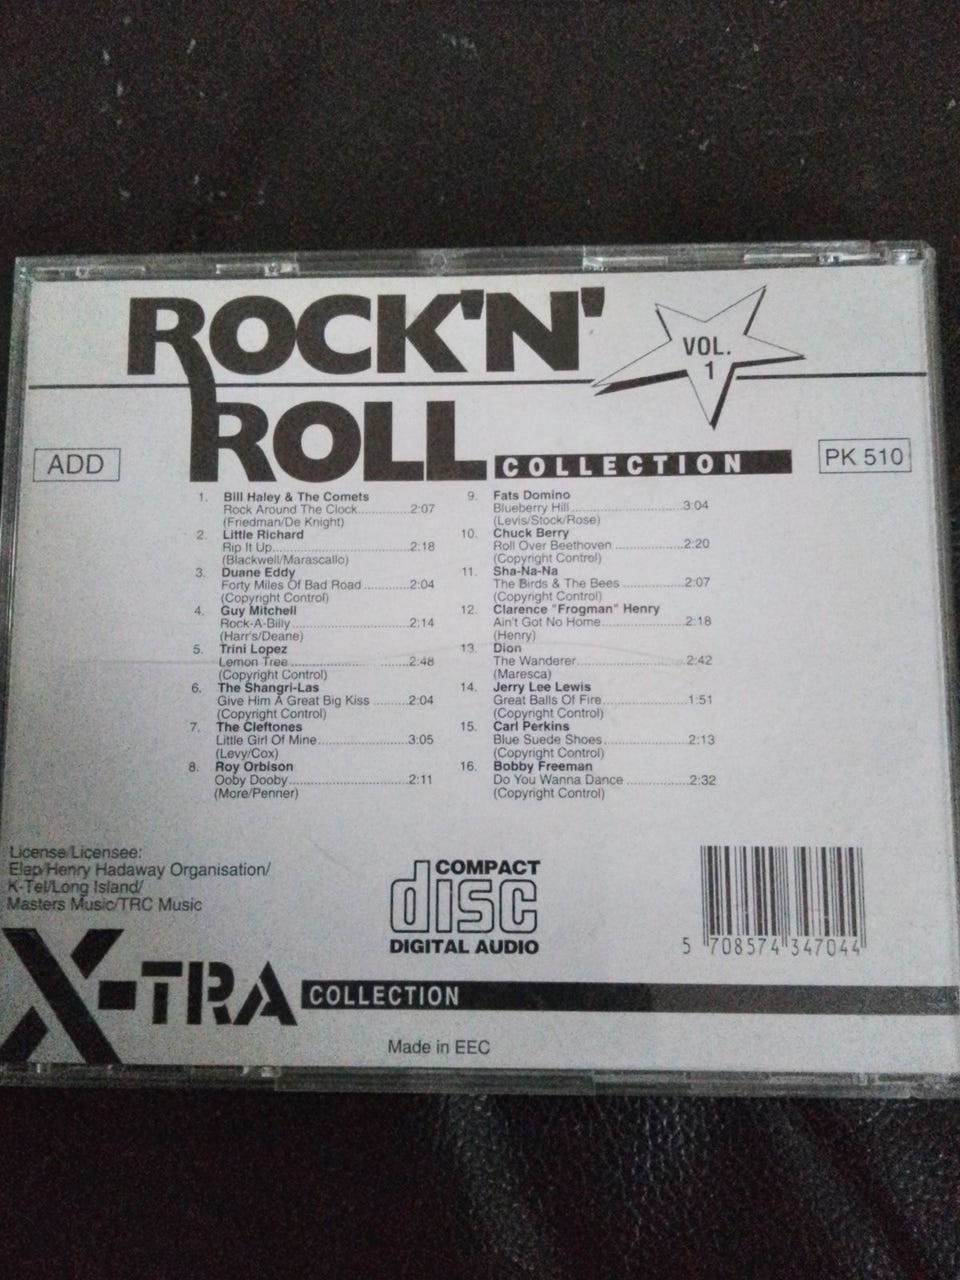 ROCK'N'
ROLL
COLLECTION
VOL.
1
ADD
PK 510
1. Bill Haley & The Comets
Rock Around The Clock..............2:07
(Friedman/De Knight)
2. Little Richard
Rip It Up........................................2:18
(Blackwell/Marascallo)
3. Duane Eddy
Forty Miles Of Bad Road ............2:04
(Copyright Control)
4. Guy Mitchell
Rock-A-Billy .................................2:14
(Harr's/Deane)
5. Trini Lopez
Lemon Tree .................................2:48
(Copyright Control)
6. The Shangri-Las
Give Him A Great Big Kiss .........2:04
(Copyright Control)
7. The Cleftones
Little Girl Of Mine.........................3:05
(Levy/Cox)
8. Roy Orbison
Ooby Dooby.................................2:11
(More/Penner)
9. Fats Domino
Blueberry Hill ..............................3:04
(Levis/Stock/Rose)
10. Chuck Berry
Roll Over Beethoven ..................2:20
(Copyright Control)
11. Sha-Na-Na
The Birds & The Bees ................2:07
(Copyright Control)
12. Clarence "Frogman" Henry
Ain't Got No Home.......................2:18
(Henry)
13. Dion
The Wanderer..............................2:42
(Maresca)
14. Jerry Lee Lewis
Great Balls Of Fire.......................1:51
(Copyright Control)
15. Carl Perkins
Blue Suede Shoes.......................2:13
(Copyright Control)
16. Bobby Freeman
Do You Wanna Dance ................2:32
(Copyright Control)
License/Licensee:
Elap/Henry Hadaway Organisation/
K-Tel/Long Island/
Masters Music/TRC Music
COMPACT
disc
DIGITAL AUDIO
5 708574 347044
X-TRA COLLECTION
Made in EEC